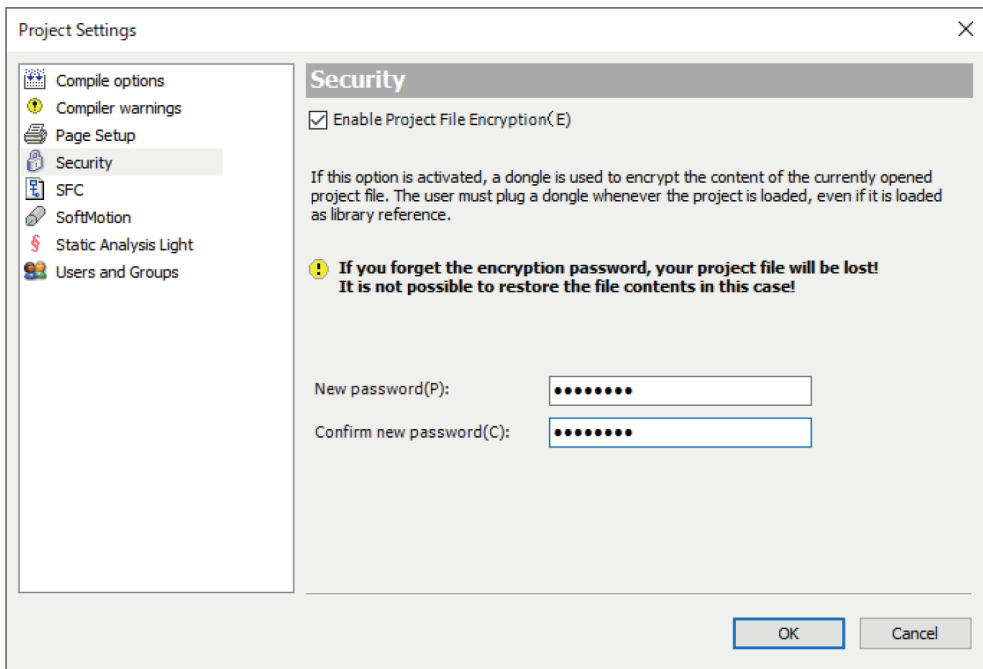 Project Settings
Compile options
Compiler warnings
Page Setup
Security
SFC
SoftMotion
Static Analysis Light
Users and Groups
Security
Enable Project File Encryption(E)
If this option is activated, a dongle is used to encrypt the content of the currently opened
project file. The user must plug a dongle whenever the project is loaded, even if it is loaded
as library reference.
If you forget the encryption password, your project file will be lost!
It is not possible to restore the file contents in this case!
New password(P): ••••••••
Confirm new password(C): ••••••••
OK Cancel